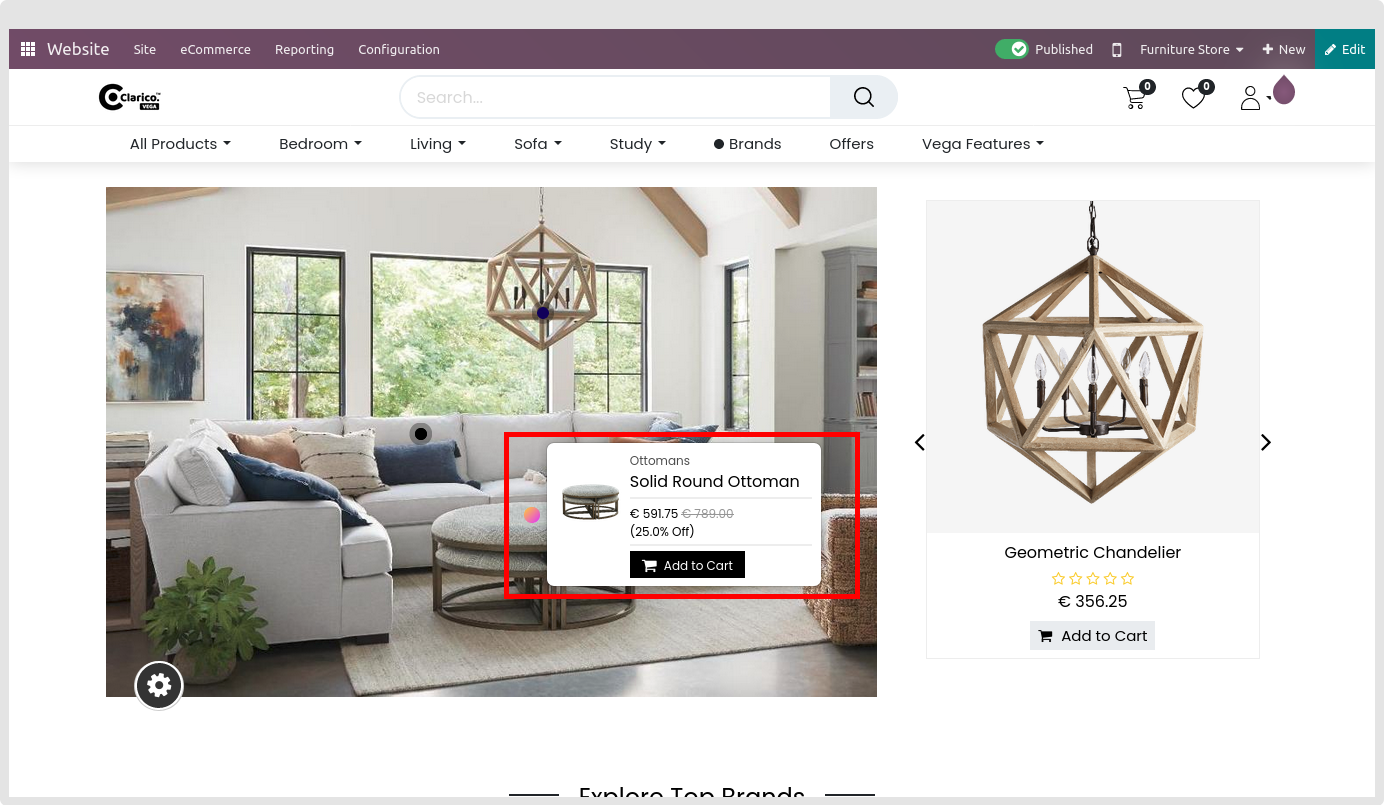 Website Site eCommerce Reporting Configuration Published Furniture Store New Edit
Clarico™
VEGA
Search...
0
0
All Products Bedroom Living Sofa Study Brands Offers Vega Features
Ottomans
Solid Round Ottoman
€ 591.75 € 789.00
(25.0% Off)
Add to Cart
Geometric Chandelier
€ 356.25
Add to Cart
Explore Top Brands